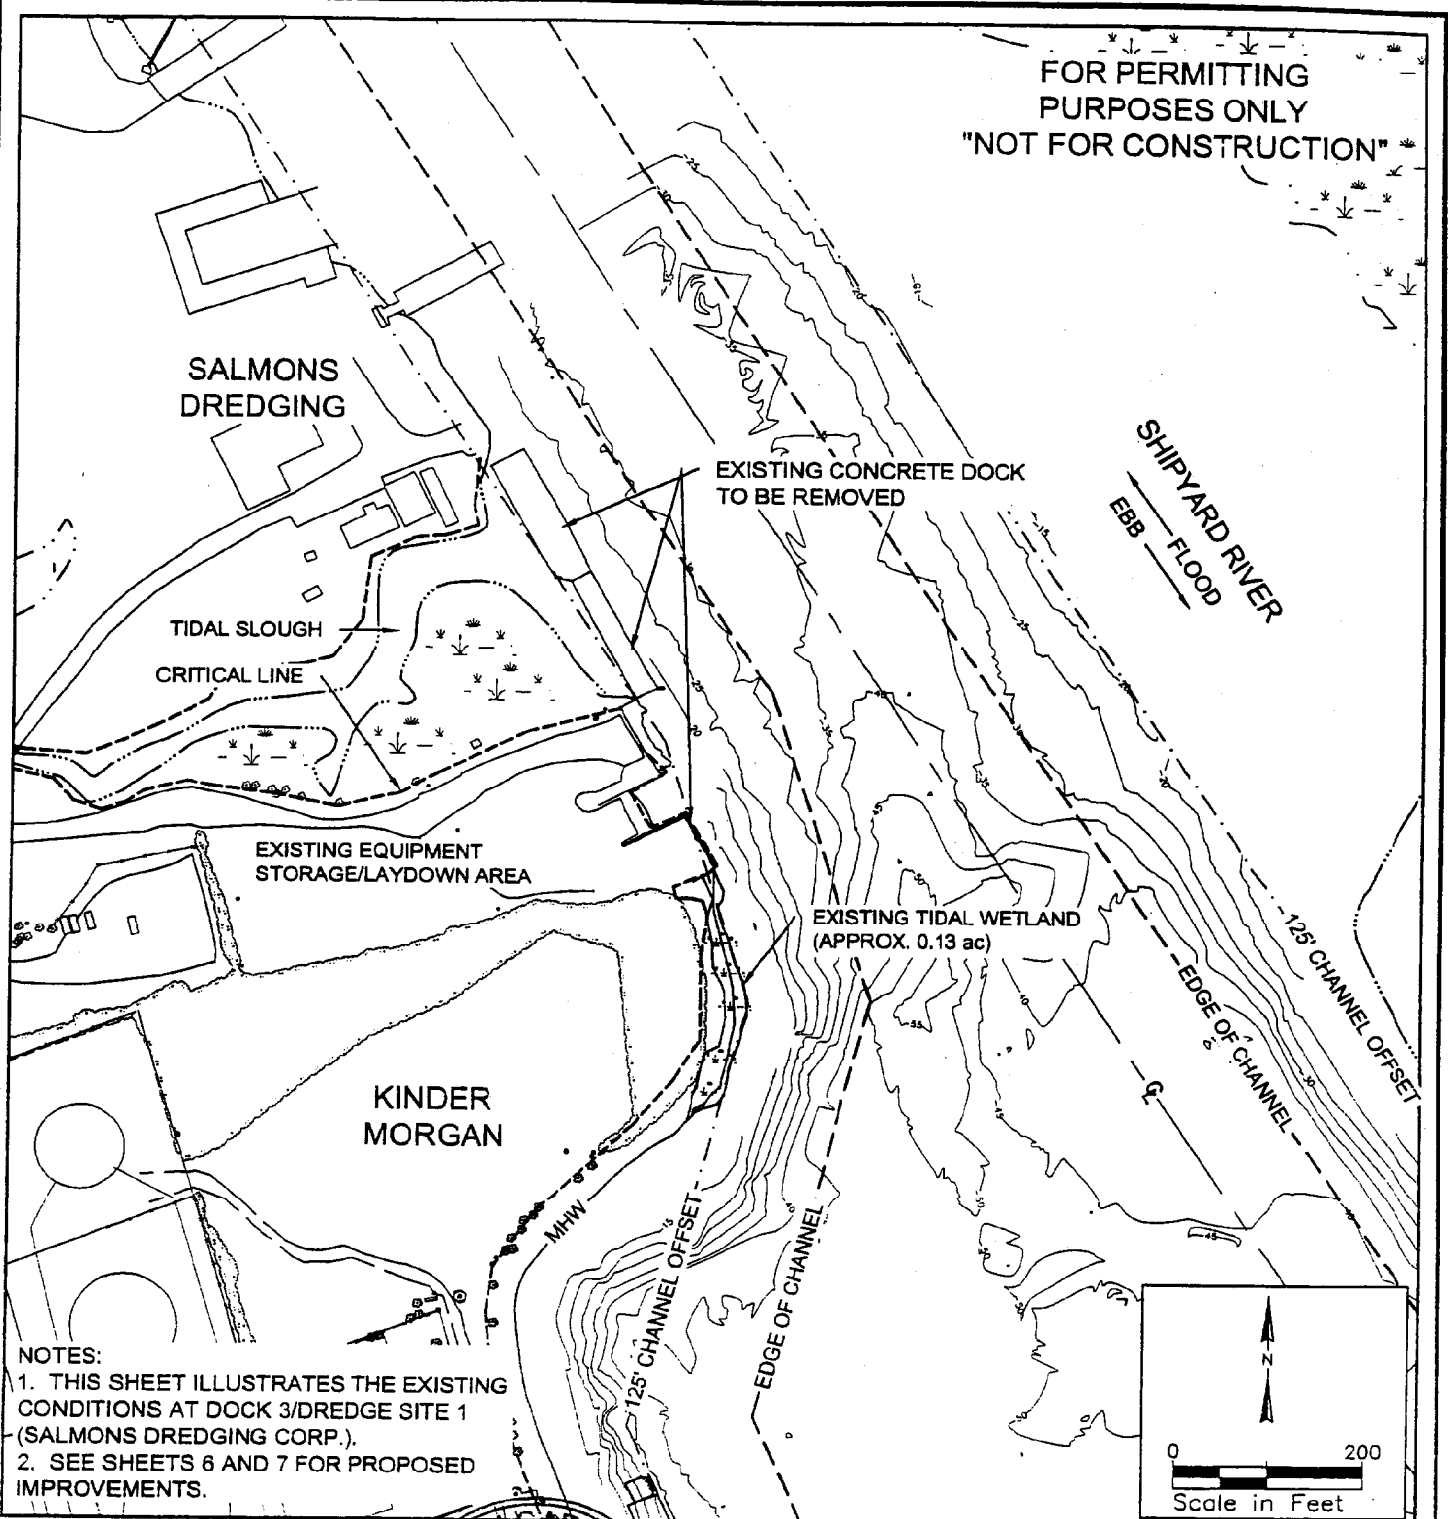 FOR PERMITTING
PURPOSES ONLY
"NOT FOR CONSTRUCTION"
SALMONS
DREDGING
EXISTING CONCRETE DOCK
TO BE REMOVED
SHIPYARD RIVER
FLOOD
EBB
TIDAL SLOUGH
CRITICAL LINE
EXISTING EQUIPMENT
STORAGE/LAYDOWN AREA
EXISTING TIDAL WETLAND
(APPROX. 0.13 ac)
125' CHANNEL OFFSET
EDGE OF CHANNEL
KINDER
MORGAN
MHW
125' CHANNEL OFFSET
EDGE OF CHANNEL
NOTES:
1. THIS SHEET ILLUSTRATES THE EXISTING
CONDITIONS AT DOCK 3/DREDGE SITE 1
(SALMONS DREDGING CORP.).
2. SEE SHEETS 6 AND 7 FOR PROPOSED
IMPROVEMENTS.
N
0 200
Scale in Feet